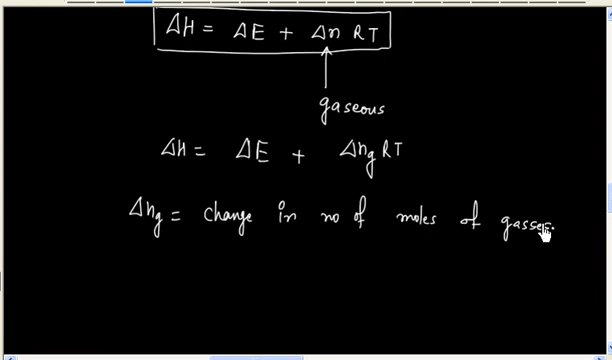 ΔH = ΔE + Δn RT
gaseous
ΔH = ΔE + Δng RT
Δng = change in no of moles of gasses.